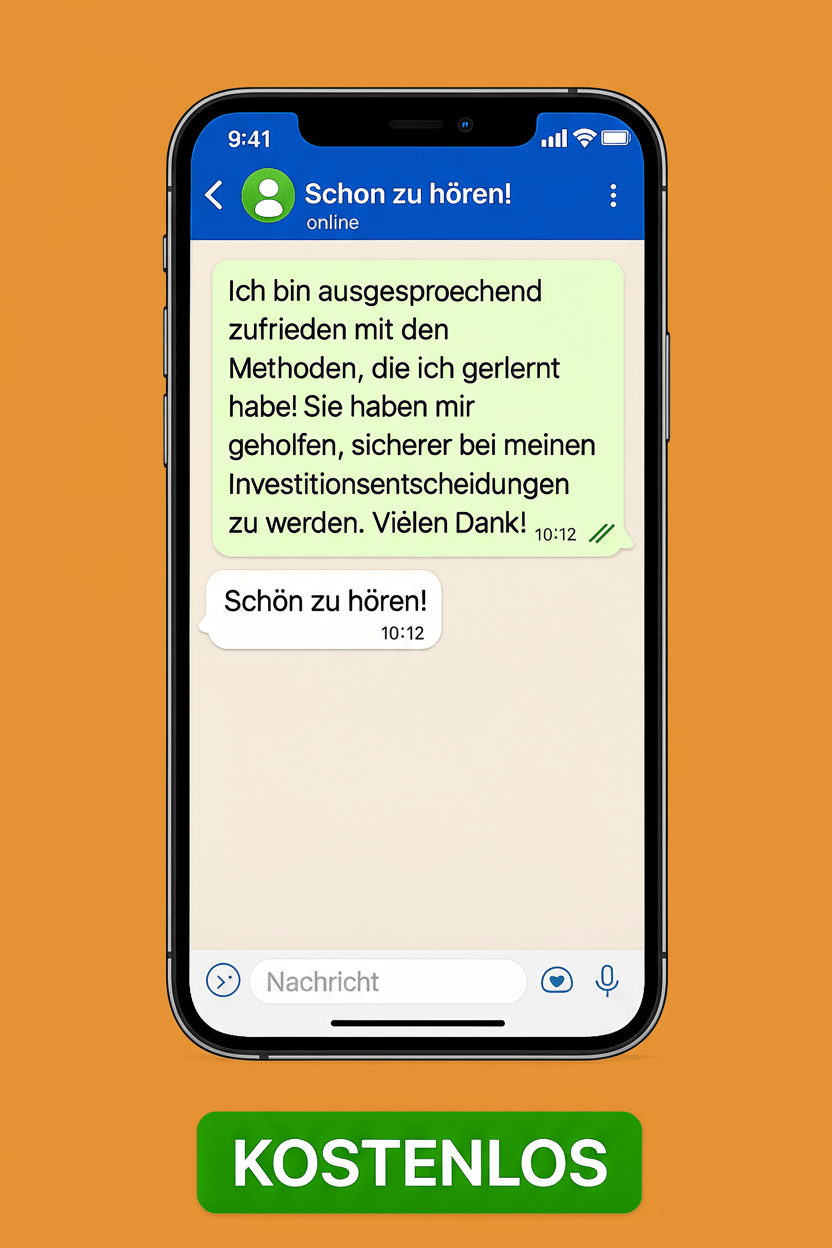 9:41
Schon zu hören!
online
Ich bin ausgesproechend
zufrieden mit den
Methoden, die ich gerlernt
habe! Sie haben mir
geholfen, sicherer bei meinen
Investitionsentscheidungen
zu werden. Viėlen Dank! 10:12
Schön zu hören!
10:12
Nachricht
KOSTENLOS